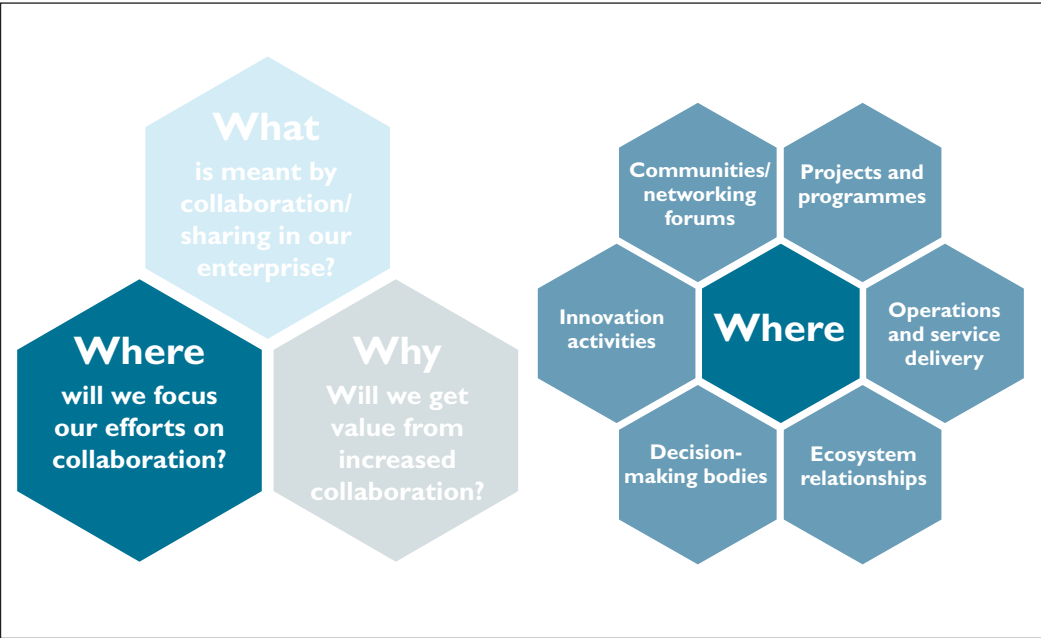 What
is meant by
collaboration/
sharing in our
enterprise?
Where
will we focus
our efforts on
collaboration?
Why
Will we get
value from
increased
collaboration?
Communities/
networking
forums
Projects and
programmes
Innovation
activities
Where
Operations
and service
delivery
Decision-
making bodies
Ecosystem
relationships